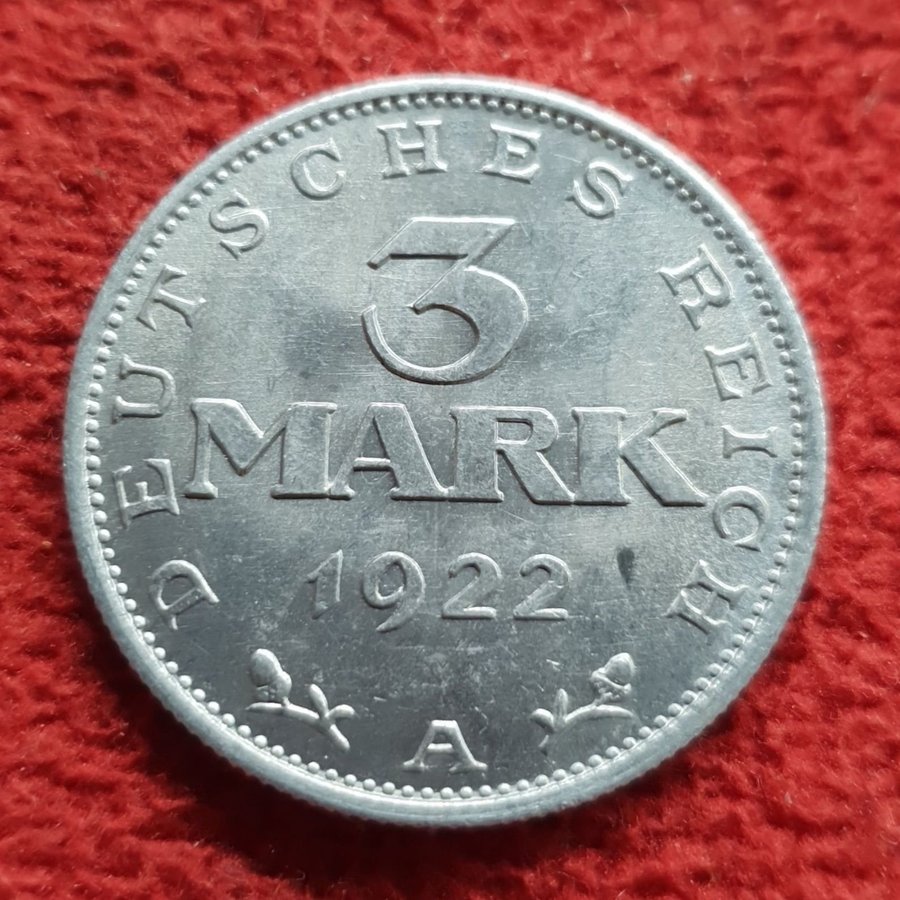 DEUTSCHES REICH
3
MARK
1922
A